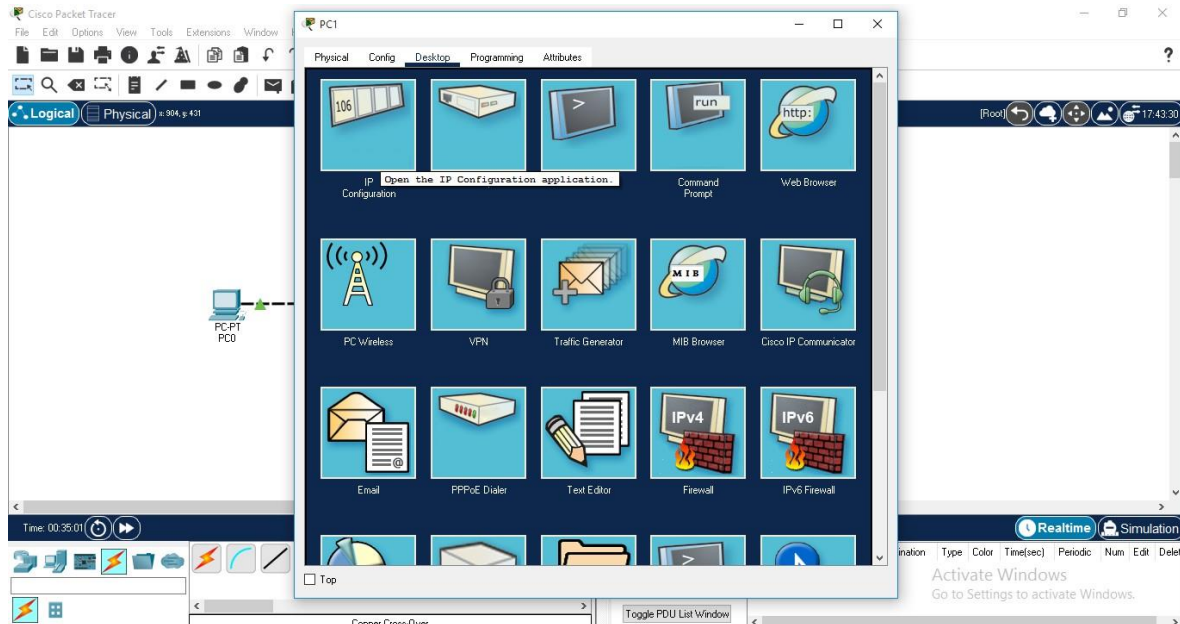 Cisco Packet Tracer
File Edit Options View Tools Extensions Window
?
Logical Physical x: 904, y: 431
[Root] 17:43:30
PC-PT
PC0
PC1
Physical Config Desktop Programming Attributes
106
>
run
http:
IP
Configuration
Open the IP Configuration application.
Command
Prompt
Web Browser
MIB
PC Wireless
VPN
Traffic Generator
MIB Browser
Cisco IP Communicator
@
IPv4
IPv6
Email
PPPoE Dialer
Text Editor
Firewall
IPv6 Firewall
>
Top
Time: 00:35:01
Realtime Simulation
Type Color Time(sec) Periodic Num Edit
Activate Windows
Go to Settings to activate Windows.
Toggle PDU List Window
Copper Cross-Over